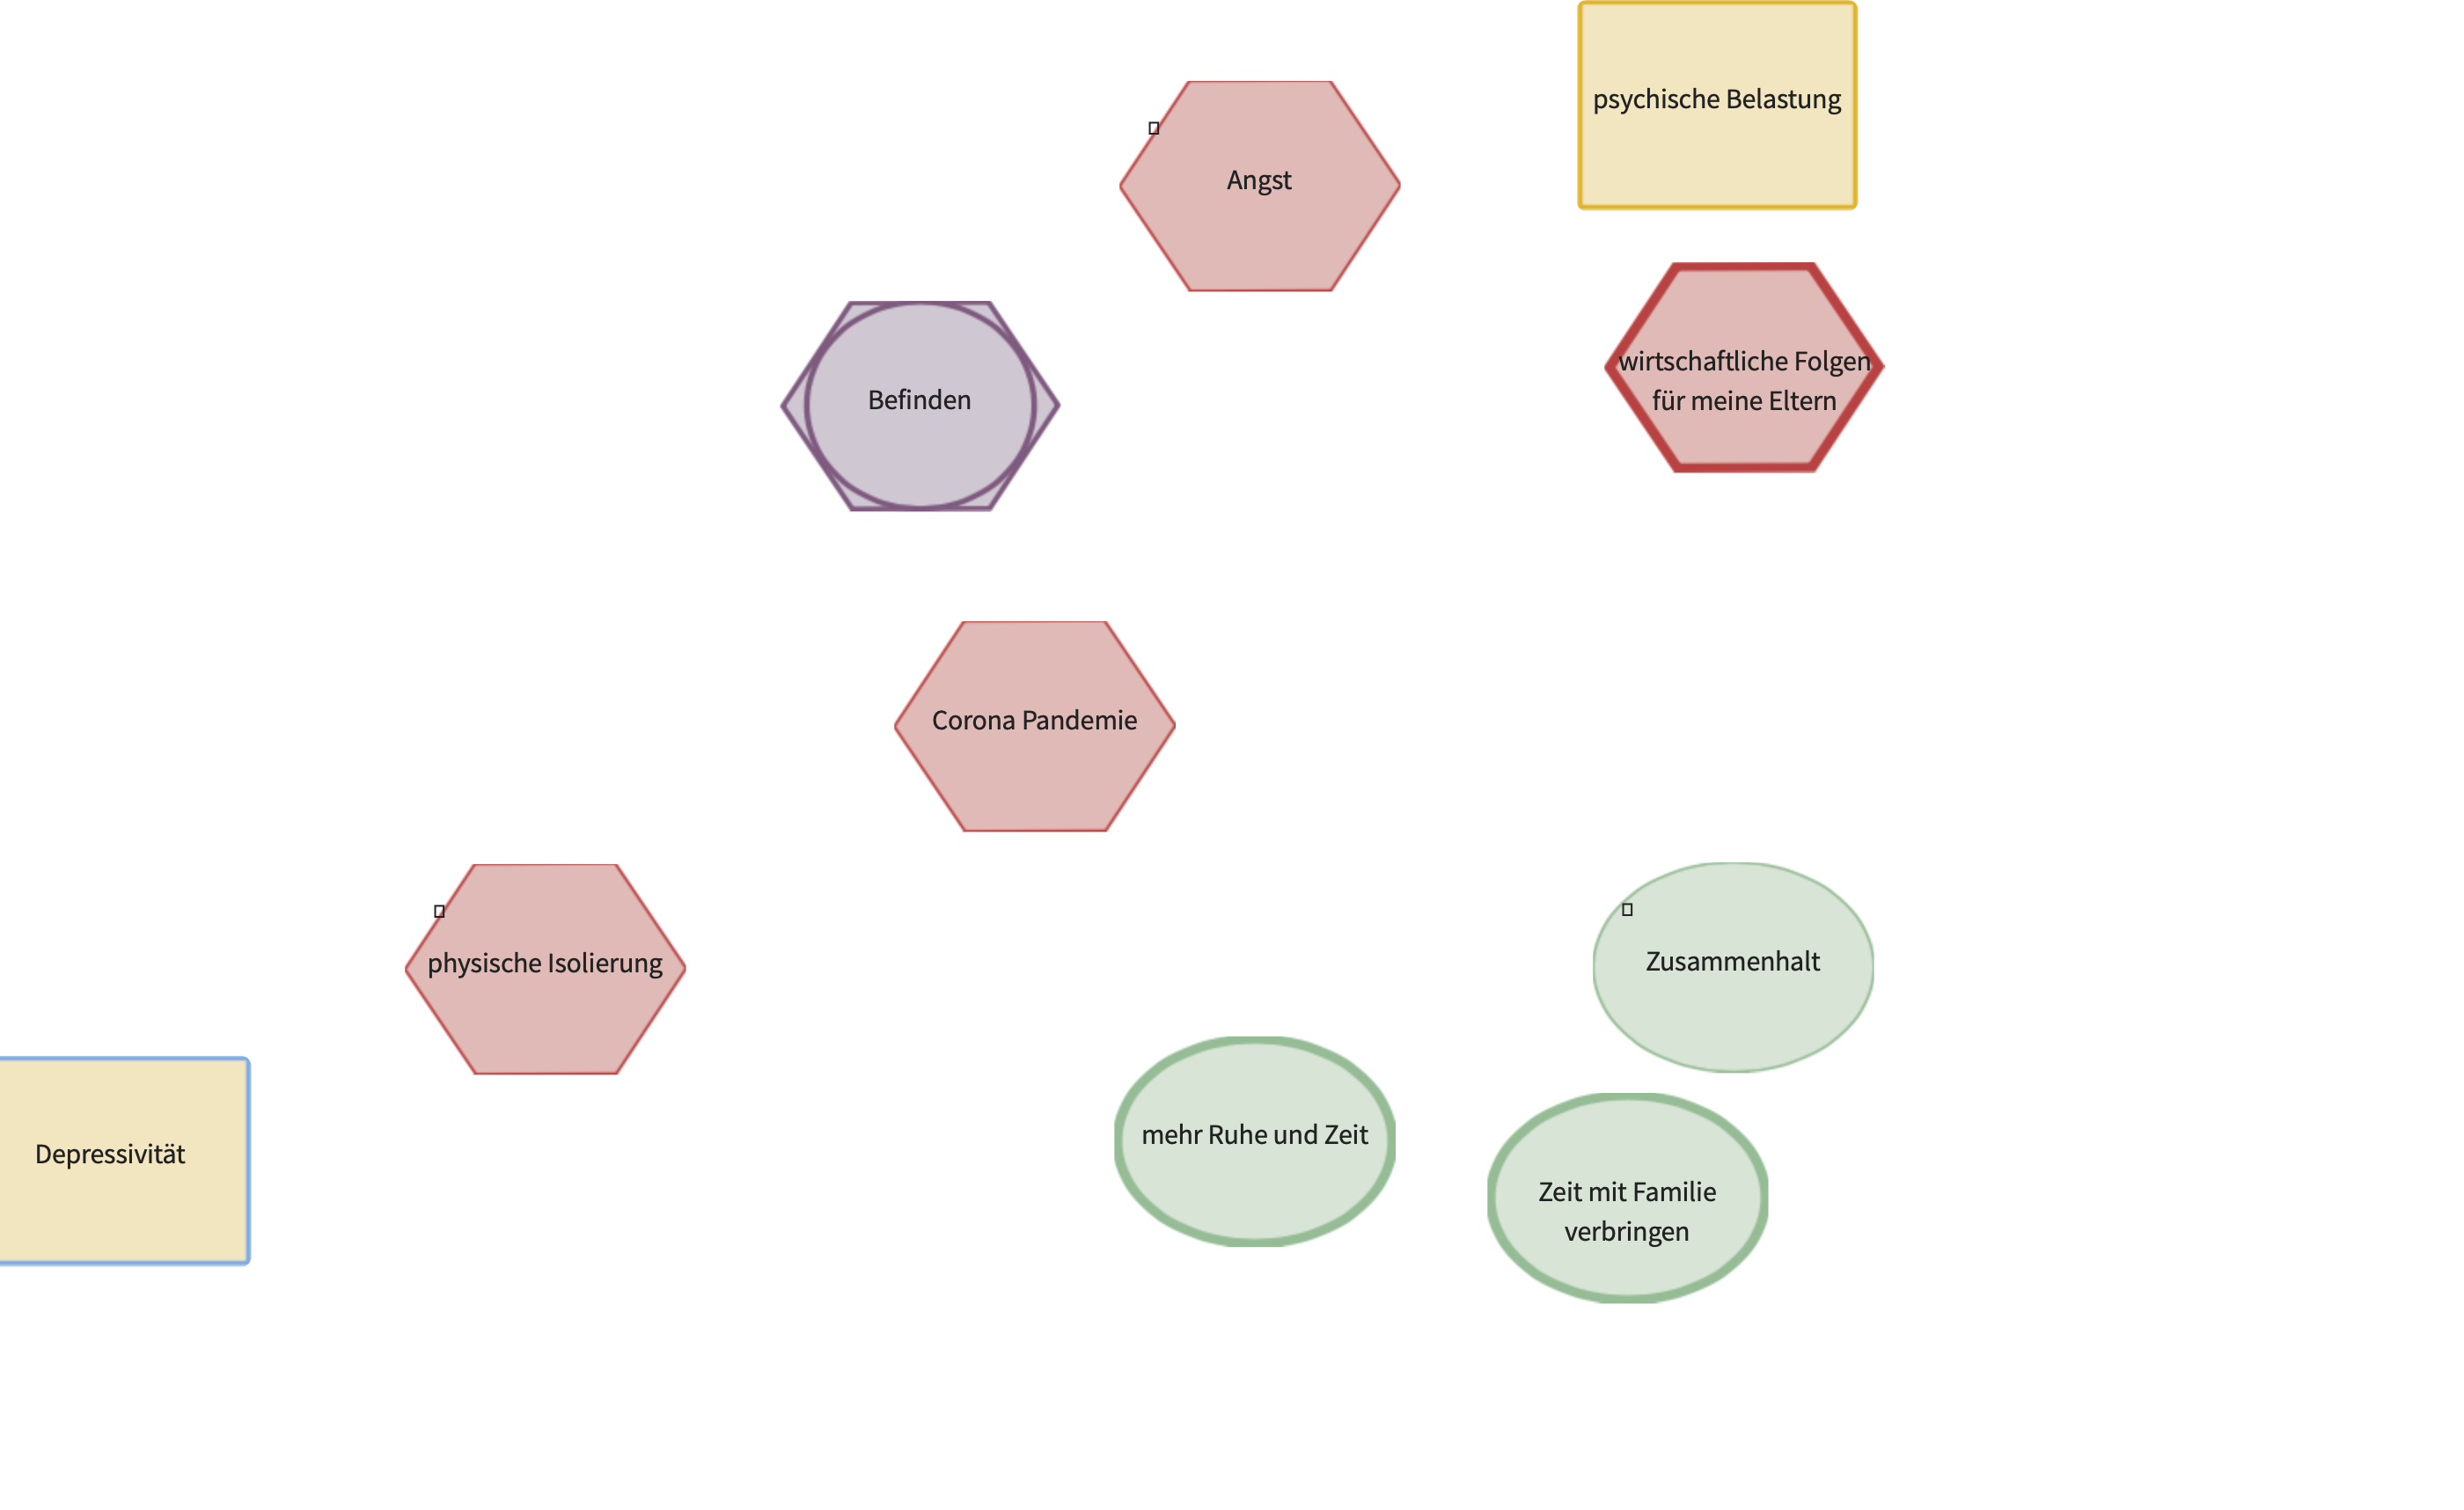 psychische Belastung
Angst
wirtschaftliche Folgen
für meine Eltern
Befinden
Corona Pandemie
physische Isolierung
Zusammenhalt
mehr Ruhe und Zeit
Depressivität
Zeit mit Familie
verbringen